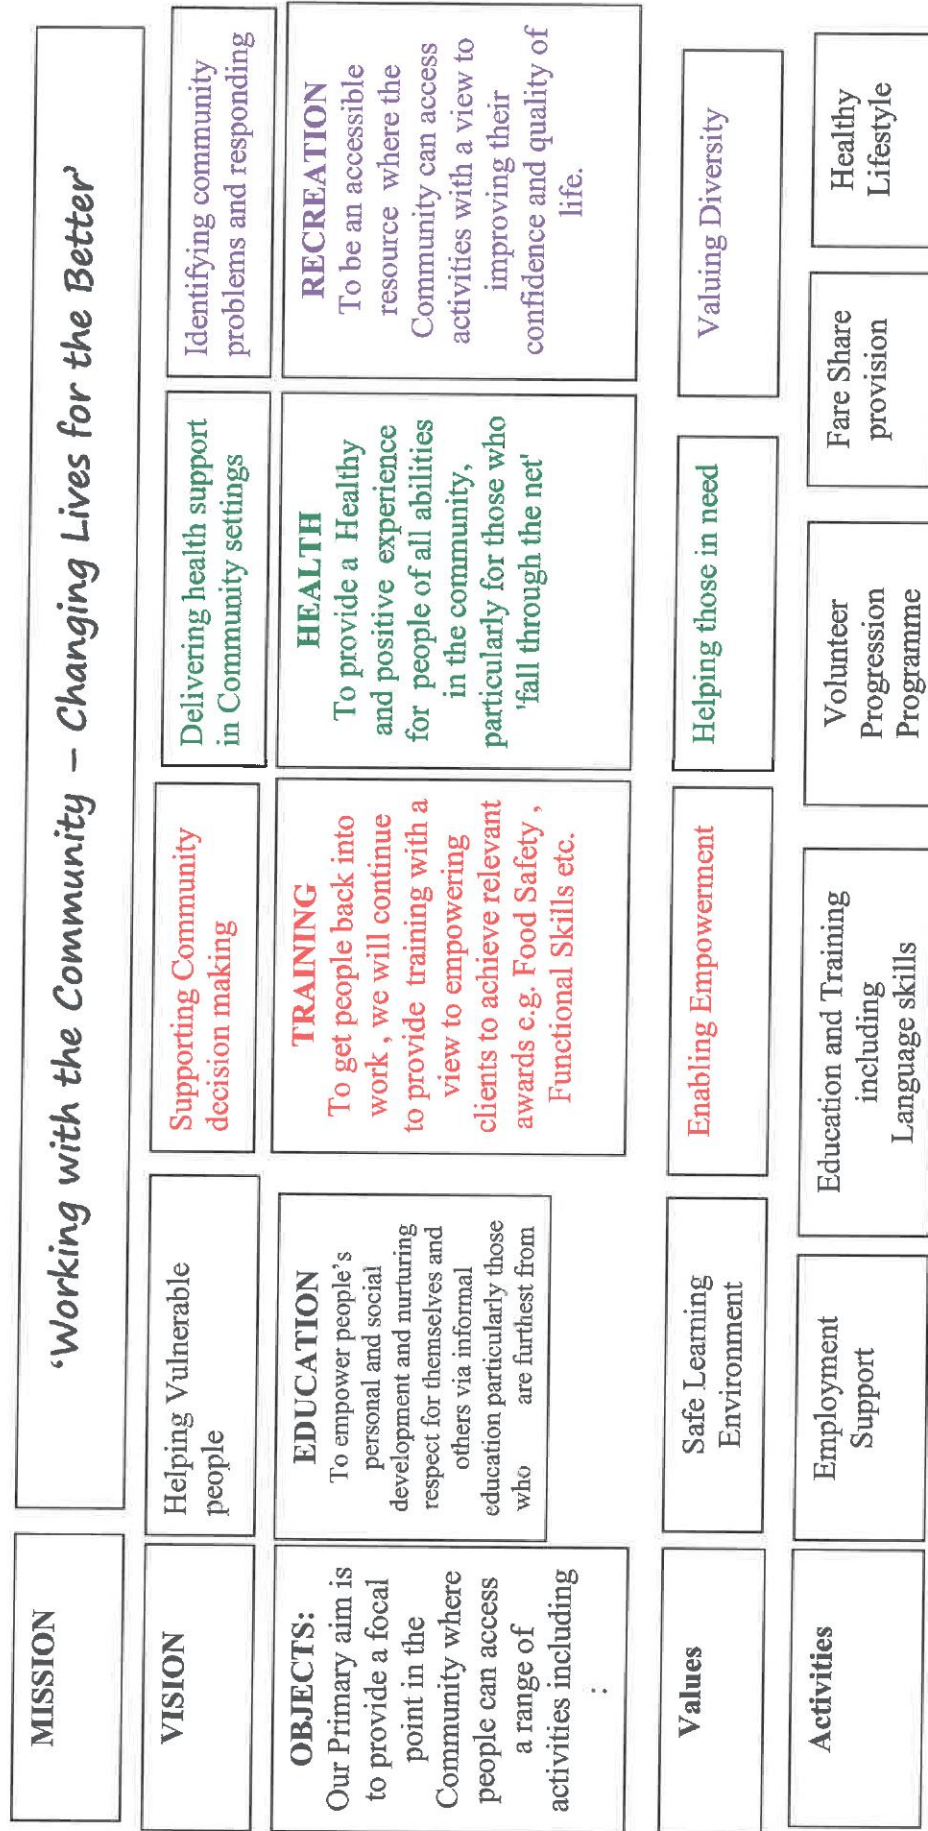 MISSION
‘Working with the Community – Changing Lives for the Better’
VISION
Helping Vulnerable
people
Supporting Community
decision making
Delivering health support
in Community settings
Identifying community
problems and responding
OBJECTS:
Our Primary aim is
to provide a focal
point in the
Community where
people can access
a range of
activities including
:
EDUCATION
To empower people’s
personal and social
development and nurturing
respect for themselves and
others via informal
education particularly those
who are furthest from
TRAINING
To get people back into
work , we will continue
to provide training with a
view to empowering
clients to achieve relevant
awards e.g. Food Safety ,
Functional Skills etc.
HEALTH
To provide a Healthy
and positive experience
for people of all abilities
in the community,
particularly for those who
'fall through the net'
RECREATION
To be an accessible
resource where the
Community can access
activities with a view to
improving their
confidence and quality of
life.
Values
Safe Learning
Environment
Enabling Empowerment
Helping those in need
Valuing Diversity
Activities
Employment
Support
Education and Training
including
Language skills
Volunteer
Progression
Programme
Fare Share
provision
Healthy
Lifestyle